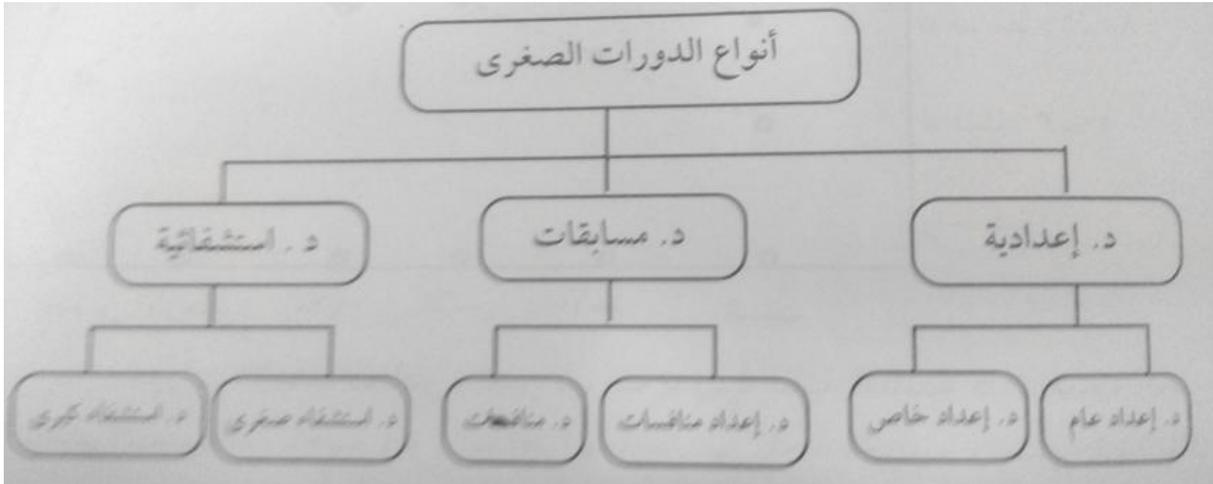 أنواع الدورات الصغرى
د. إعدادية
د. مسابقات
د. استشفائية
د. إعداد عام
د. إعداد خاص
د. إعداد منافسات
د. منافسات
د. استشفاء صغرى
د. استشفاء كبرى